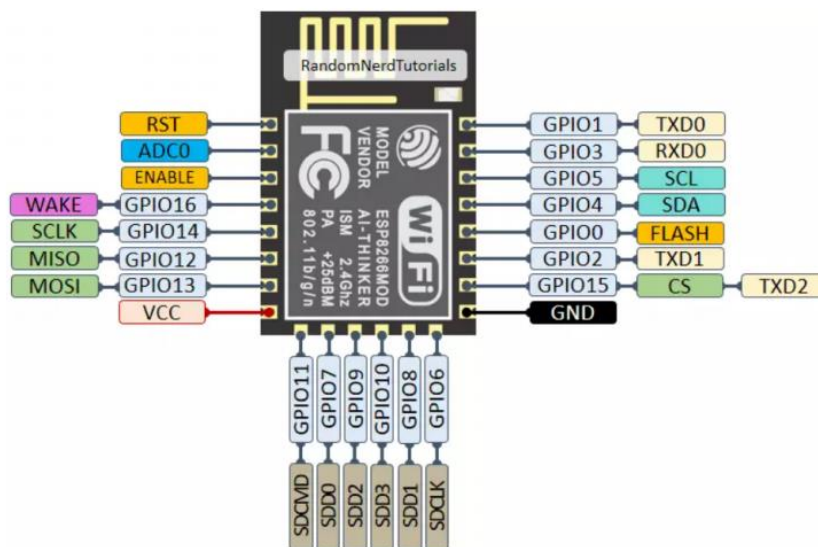 RandomNerdTutorials
RST GPIO1 TXD0
ADC0 GPIO3 RXD0
ENABLE GPIO5 SCL
WAKE GPIO16 GPIO4 SDA
SCLK GPIO14 GPIO0 FLASH
MISO GPIO12 GPIO2 TXD1
MOSI GPIO13 GPIO15 CS TXD2
VCC GND
MODEL ESP8266MOD
VENDOR AI-THINKER
ISM 2.4Ghz
PA +25dBM
802.11b/g/n
FC
WiFi
GPIO11 GPIO7 GPIO9 GPIO10 GPIO8 GPIO6
SDCMD SDD0 SDD2 SDD3 SDD1 SDCLK